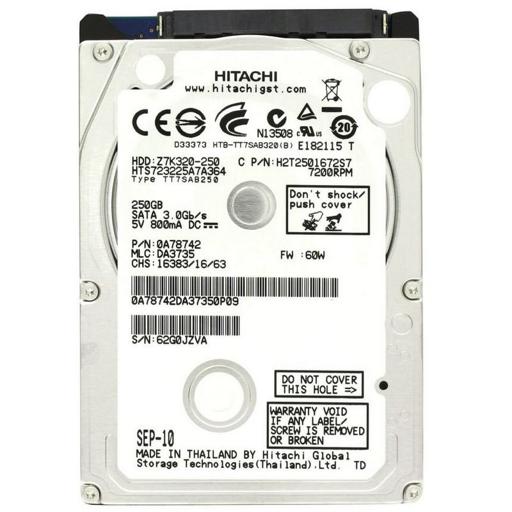 HITACHI
www.hitachigst.com
N13508
20
D33373 HTB-TT7SAB320(B) E182115 T
HDD: Z7K320-250 C P/N: H2T2501672S7
HTS723225A7A364 7200RPM
Type TT7SAB250
250GB
SATA 3.0Gb/s
5V 800mA DC
Don't shock/
push cover
P/N: 0A78742
MLC: DA3735 FW :60W
CHS: 16383/16/63
0A78742DA37350P09
S/N: 62G0JZVA
DO NOT COVER
THIS HOLE
WARRANTY VOID
IF ANY LABEL/
SCREW IS REMOVED
OR BROKEN
SEP-10
MADE IN THAILAND BY Hitachi Global
Storage Technologies(Thailand).Ltd. TD